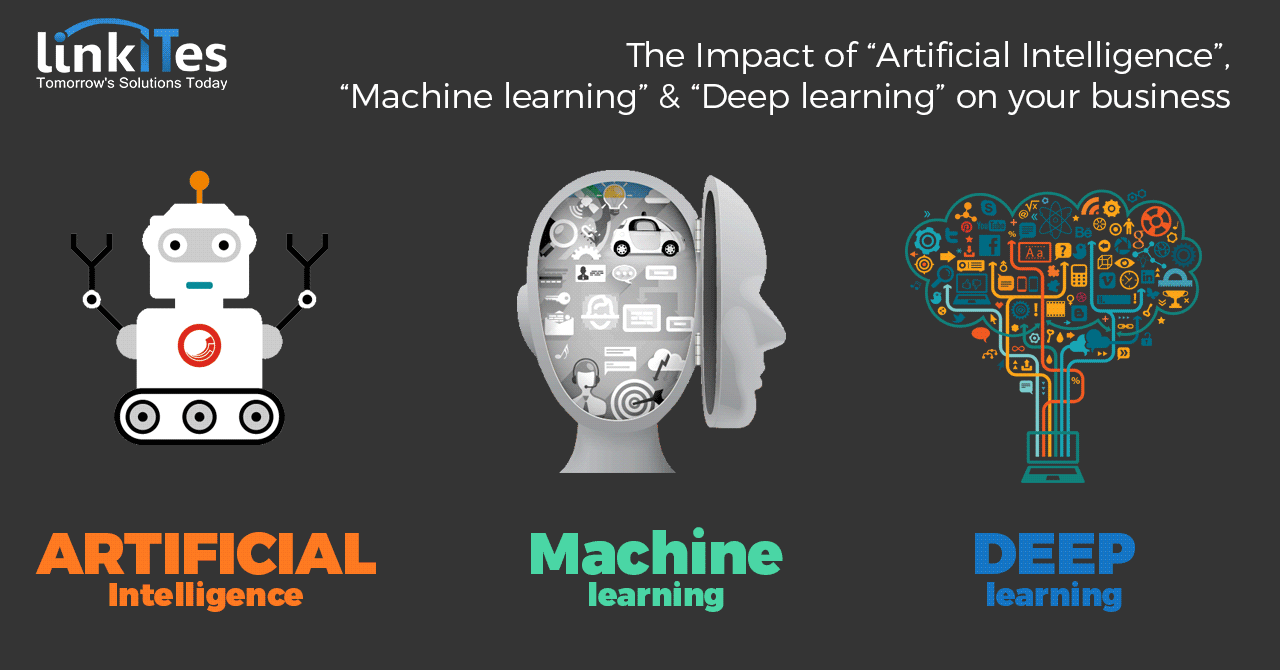 linkITes
Tomorrow's Solutions Today
The Impact of “Artificial Intelligence”,
“Machine learning” & “Deep learning” on your business
ARTIFICIAL
Intelligence
Machine
learning
DEEP
learning